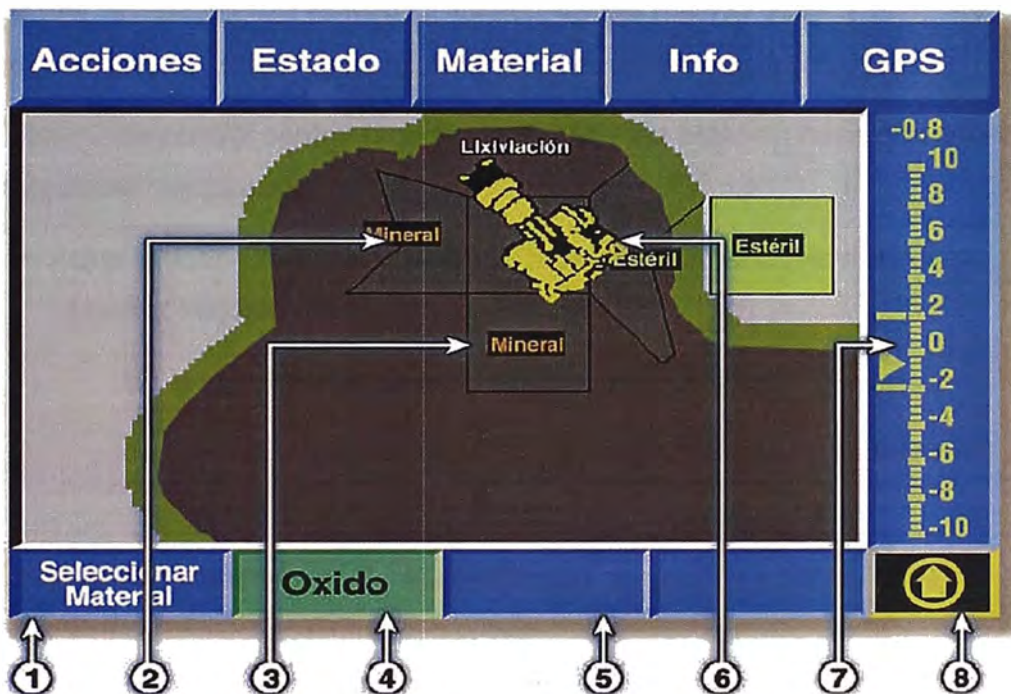 Acciones
Estado
Material
Info
GPS
-0.8
10
8
6
4
2
0
-2
-4
-6
-8
-10
Lixiviación
Mineral
Estéril
Estéril
Mineral
Seleccionar
Material
Oxido
1
2
3
4
5
6
7
8